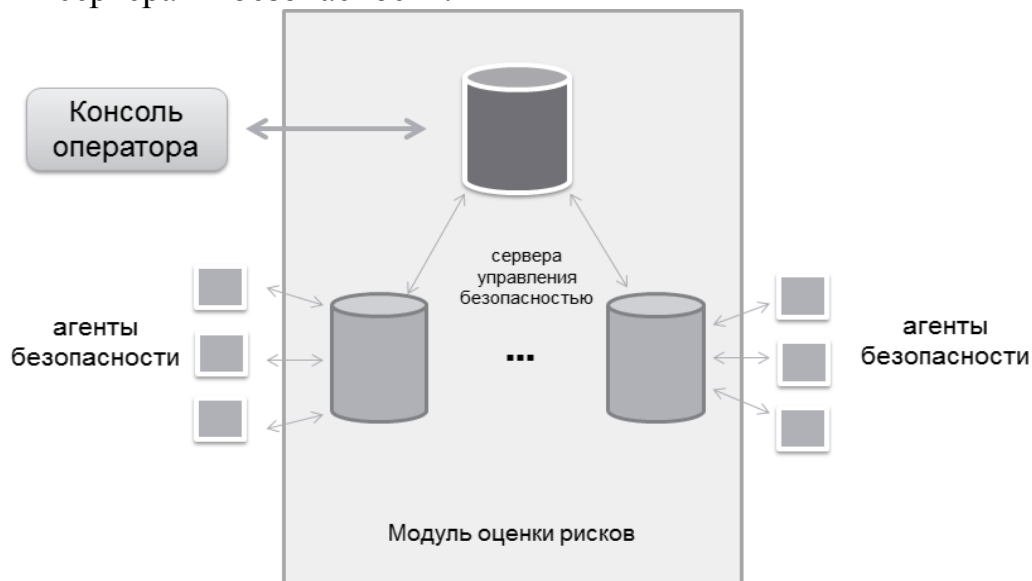 Консоль
оператора
сервера
управления
безопасностью
агенты
безопасности
...
агенты
безопасности
Модуль оценки рисков